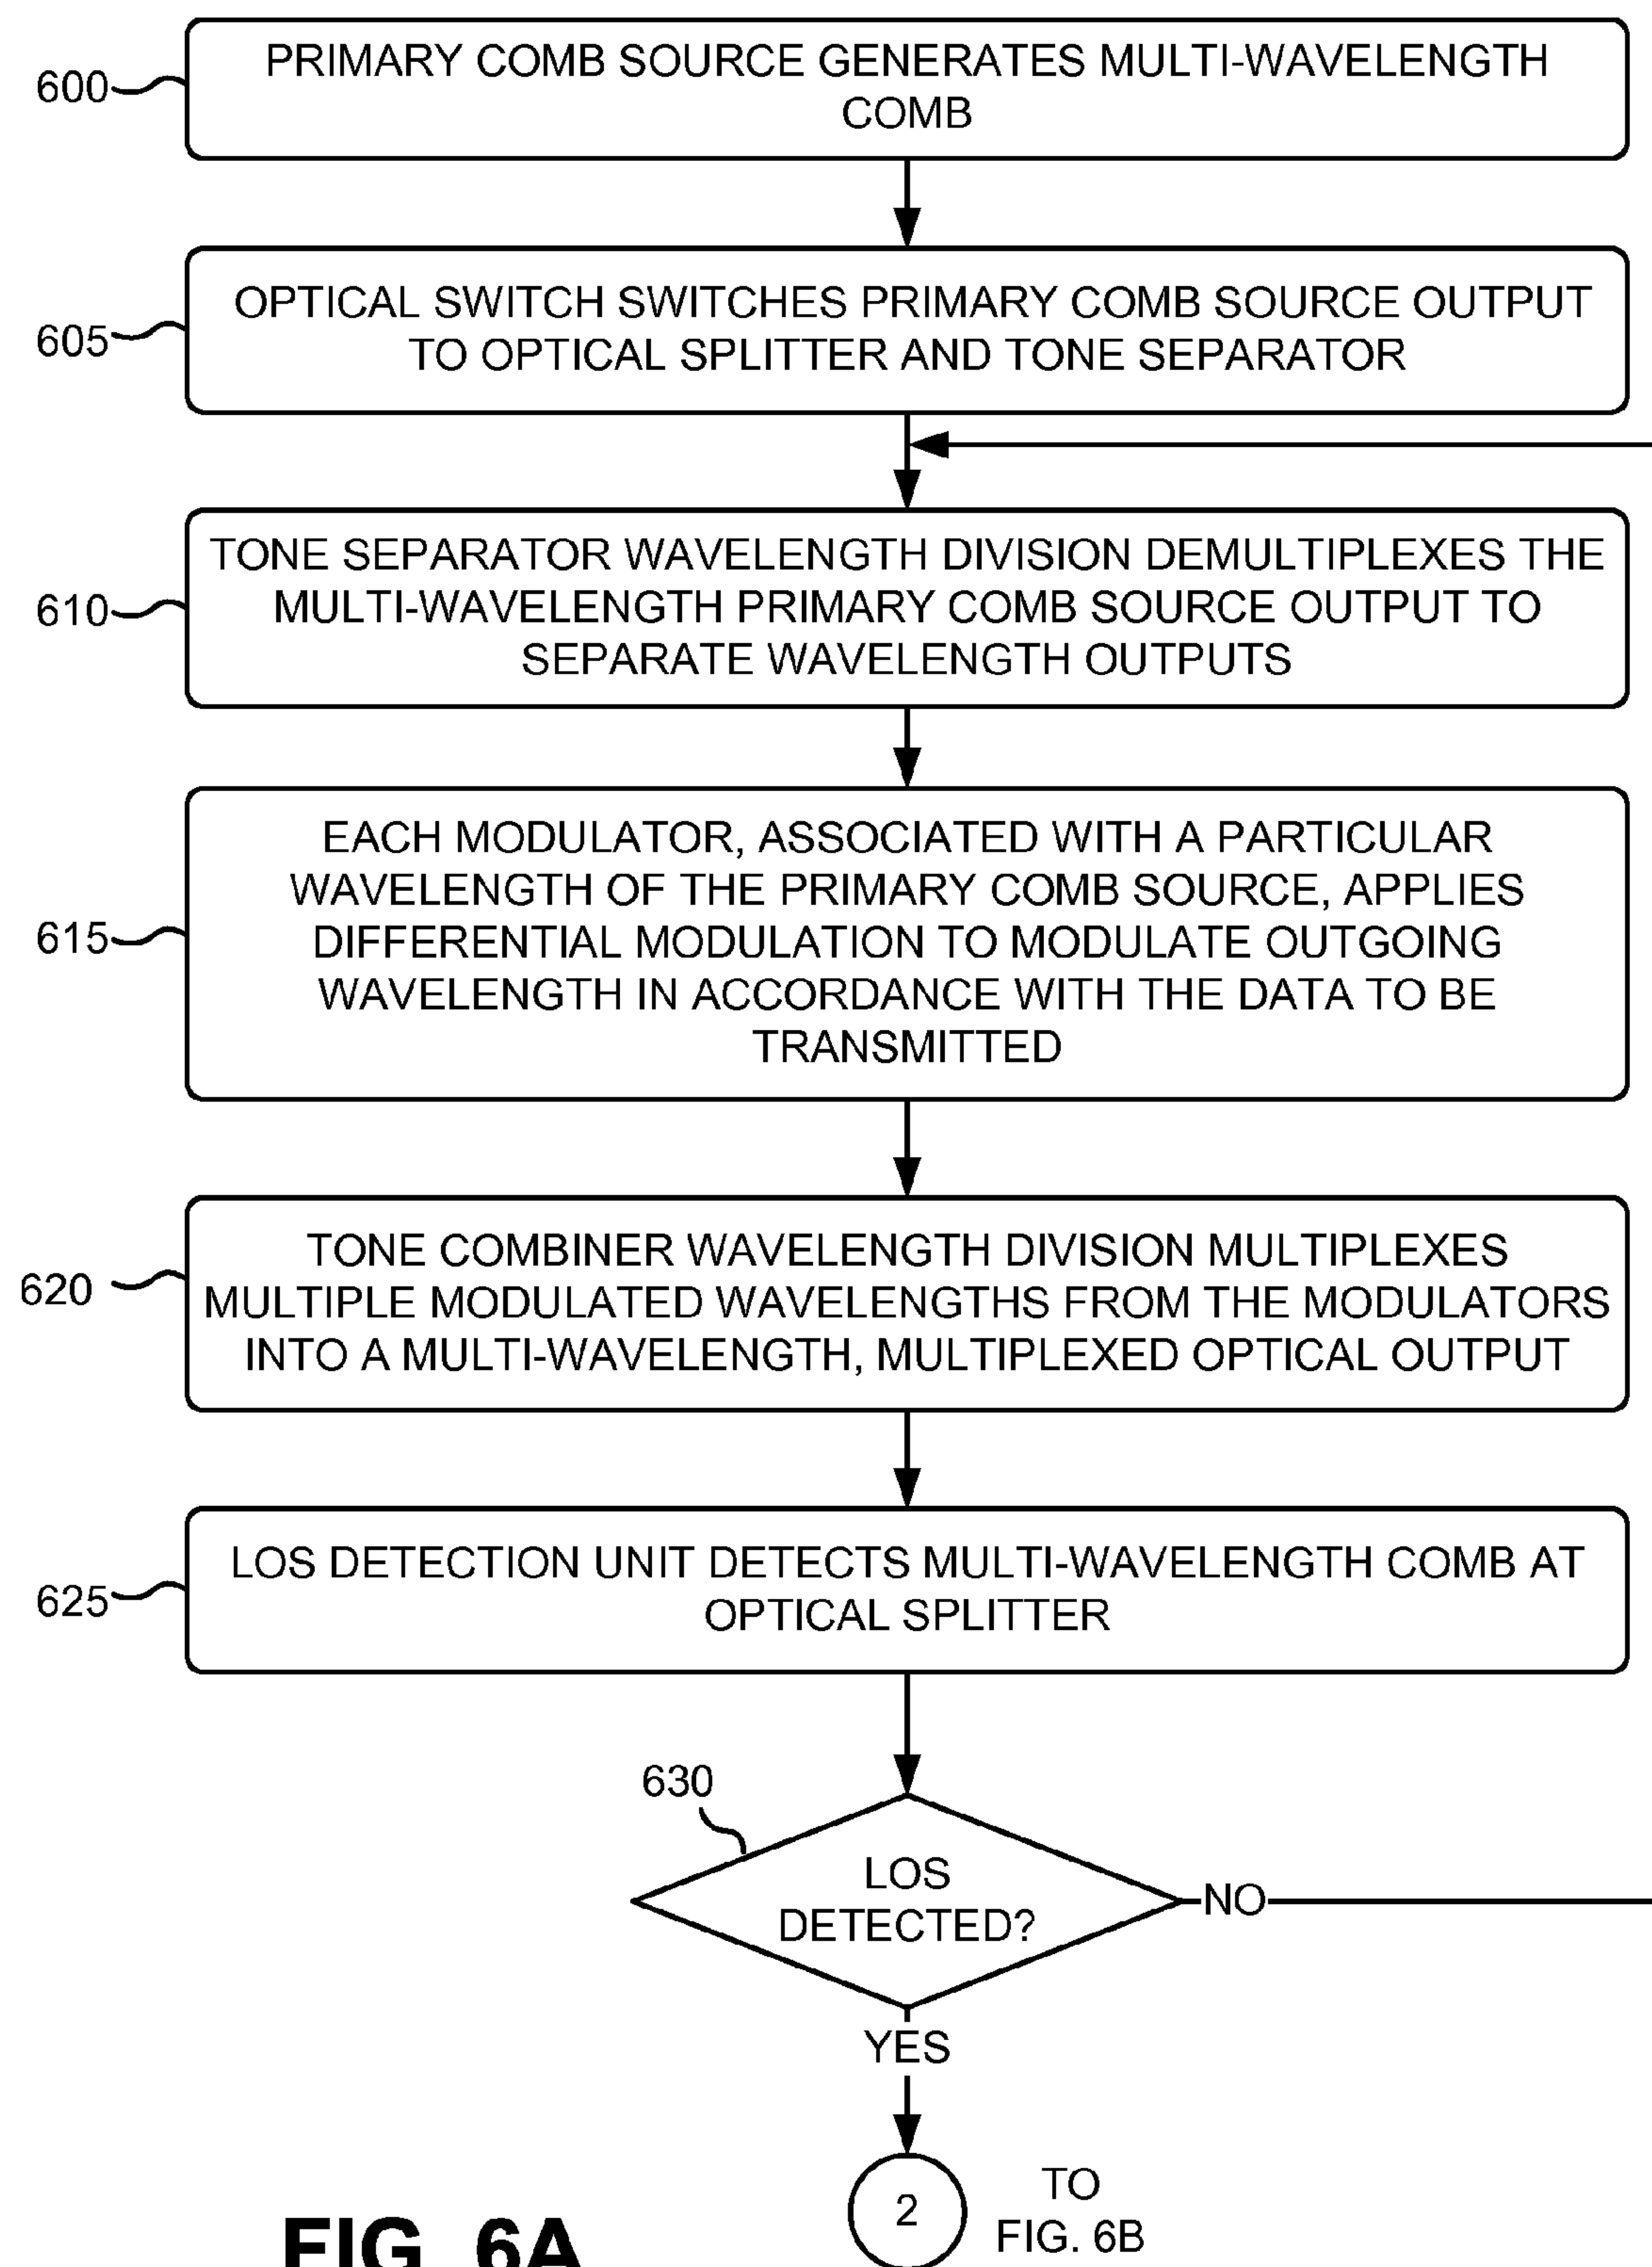 600
PRIMARY COMB SOURCE GENERATES MULTI-WAVELENGTH
COMB
605
OPTICAL SWITCH SWITCHES PRIMARY COMB SOURCE OUTPUT
TO OPTICAL SPLITTER AND TONE SEPARATOR
610
TONE SEPARATOR WAVELENGTH DIVISION DEMULTIPLEXES THE
MULTI-WAVELENGTH PRIMARY COMB SOURCE OUTPUT TO
SEPARATE WAVELENGTH OUTPUTS
615
EACH MODULATOR, ASSOCIATED WITH A PARTICULAR
WAVELENGTH OF THE PRIMARY COMB SOURCE, APPLIES
DIFFERENTIAL MODULATION TO MODULATE OUTGOING
WAVELENGTH IN ACCORDANCE WITH THE DATA TO BE
TRANSMITTED
620
TONE COMBINER WAVELENGTH DIVISION MULTIPLEXES
MULTIPLE MODULATED WAVELENGTHS FROM THE MODULATORS
INTO A MULTI-WAVELENGTH, MULTIPLEXED OPTICAL OUTPUT
625
LOS DETECTION UNIT DETECTS MULTI-WAVELENGTH COMB AT
OPTICAL SPLITTER
630
LOS
DETECTED?
NO
YES
2
TO
FIG. 6B
FIG. 6A